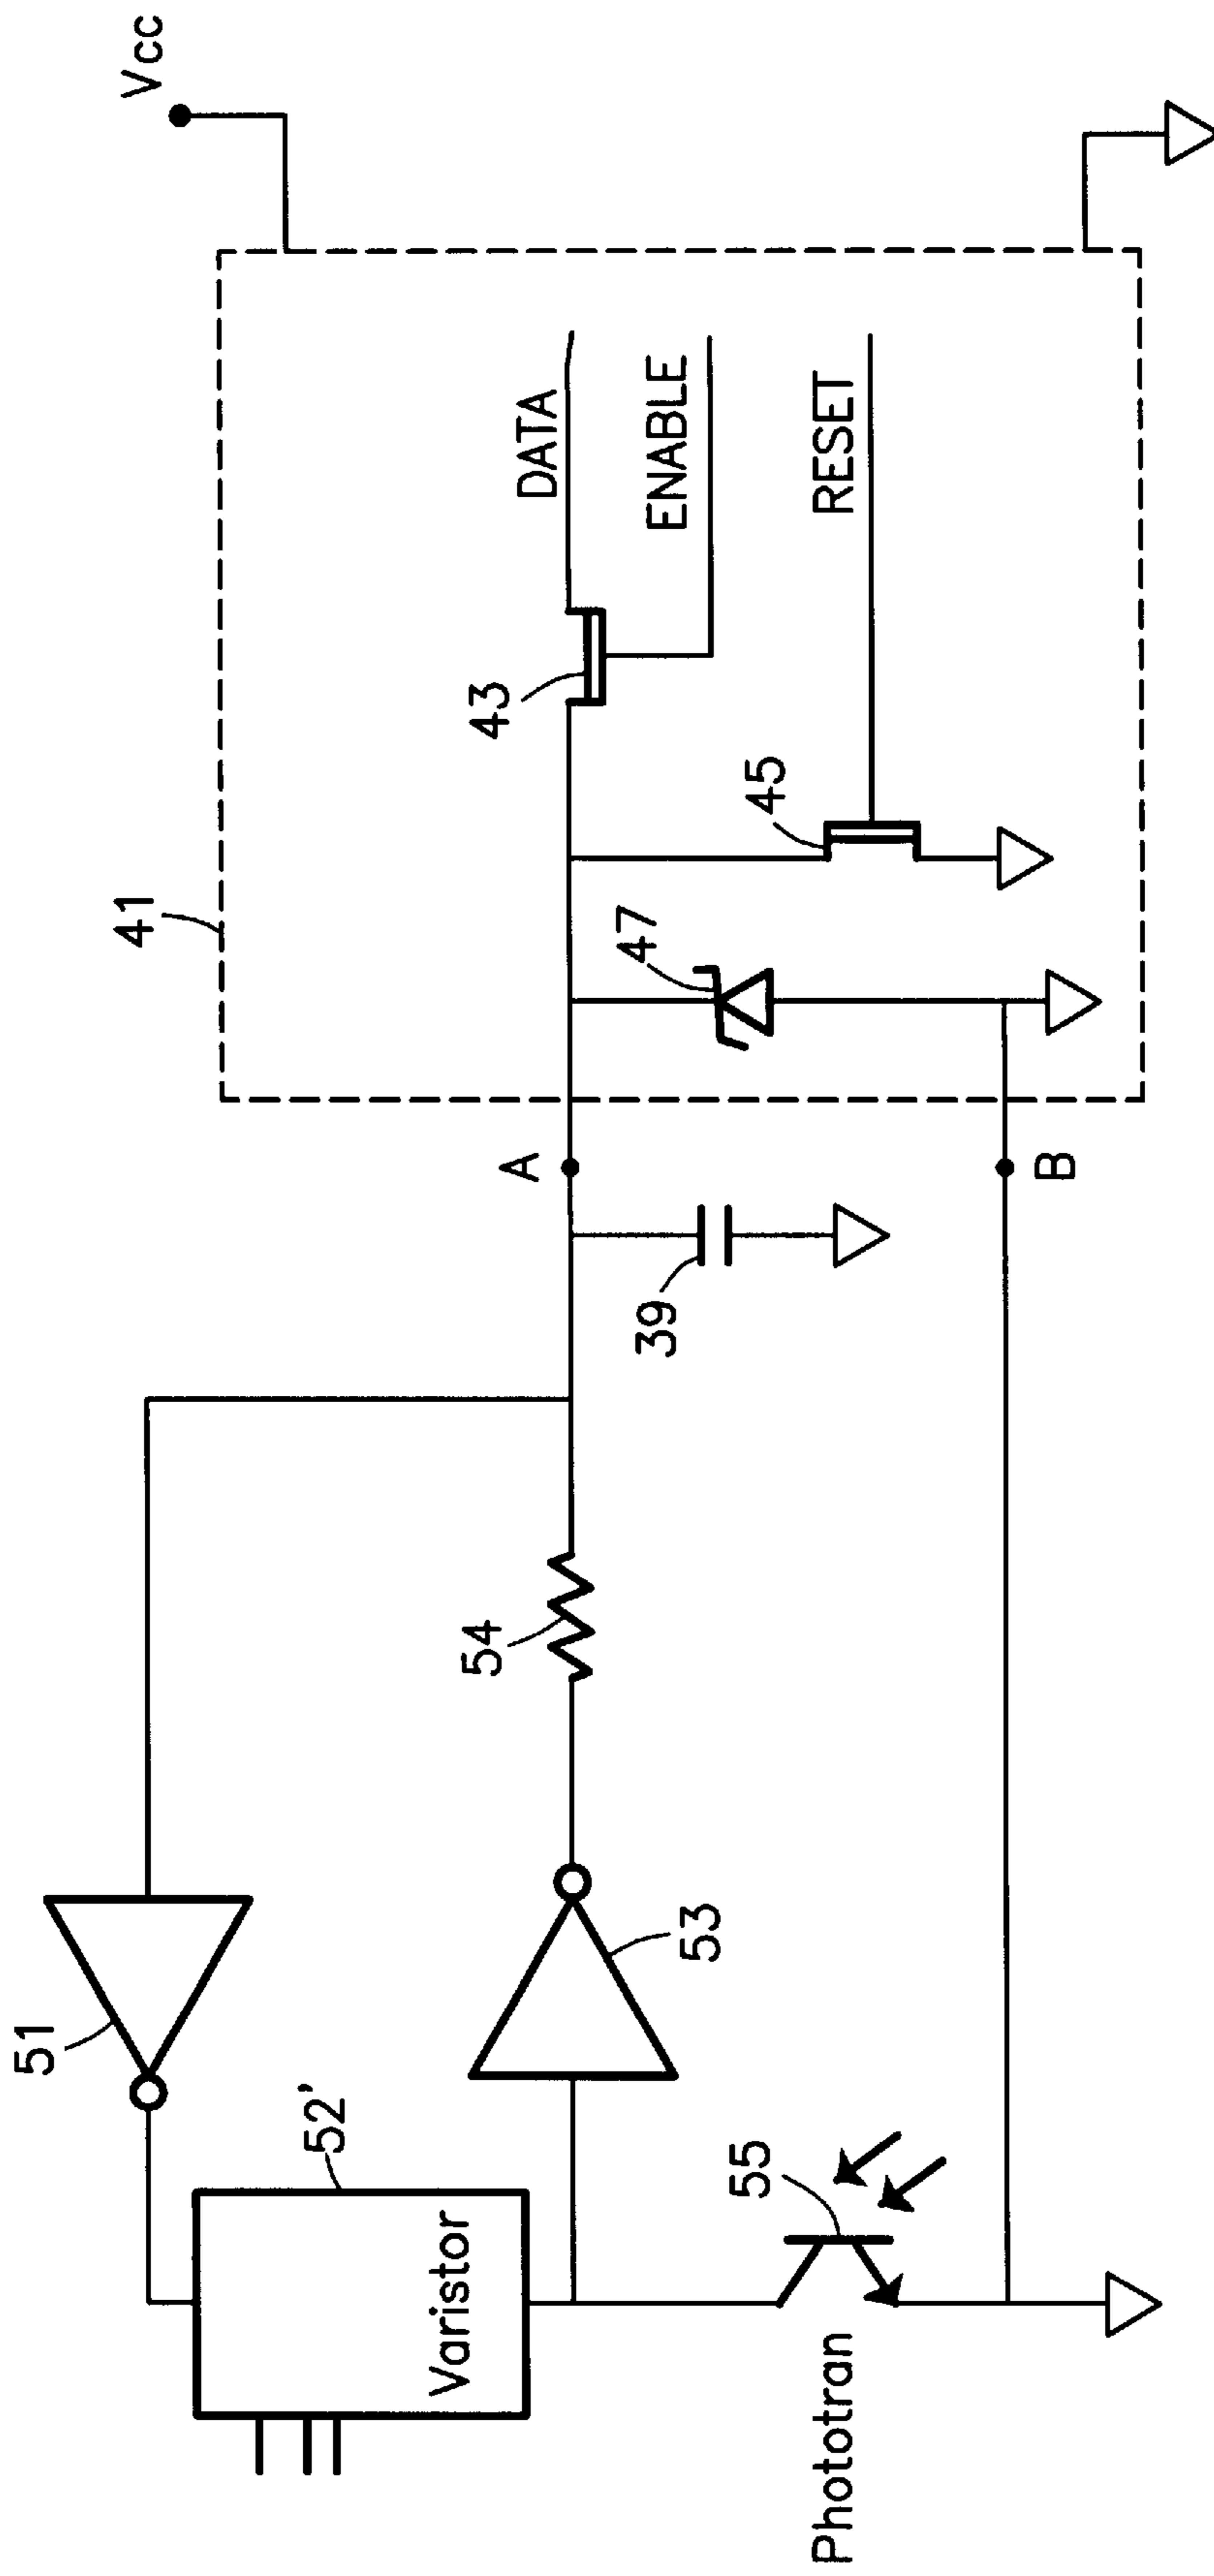 51
52'
Varistor
53
54
55
Phototran
39
A
B
41
43
45
47
DATA
ENABLE
RESET
Vcc